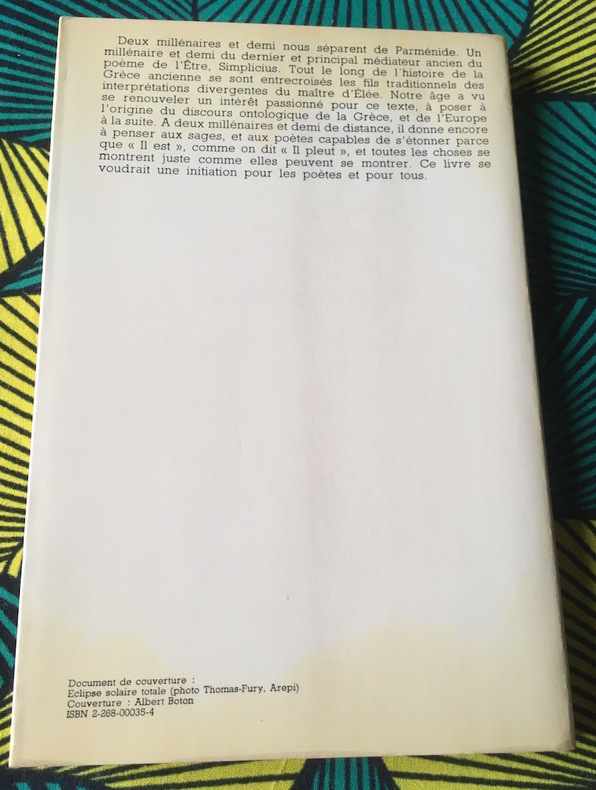 Deux millénaires et demi nous séparent de Parménide. Un
millénaire et demi du dernier et principal médiateur ancien du
poème de l'Être, Simplicius. Tout le long de l'histoire de la
Grèce ancienne se sont entrecroisés les fils traditionnels des
interprétations divergentes du maître d'Élée. Notre âge a vu
se renouveler un intérêt passionné pour ce texte, à poser à
l'origine du discours ontologique de la Grèce, et de l'Europe
à la suite. A deux millénaires et demi de distance, il donne encore
à penser aux sages, et aux poètes capables de s'étonner parce
que « Il est », comme on dit « Il pleut », et toutes les choses se
montrent juste comme elles peuvent se montrer. Ce livre se
voudrait une initiation pour les poètes et pour tous.
Document de couverture :
Eclipse solaire totale (photo Thomas-Fury, Arepi)
Couverture : Albert Boton
ISBN 2-268-00035-4